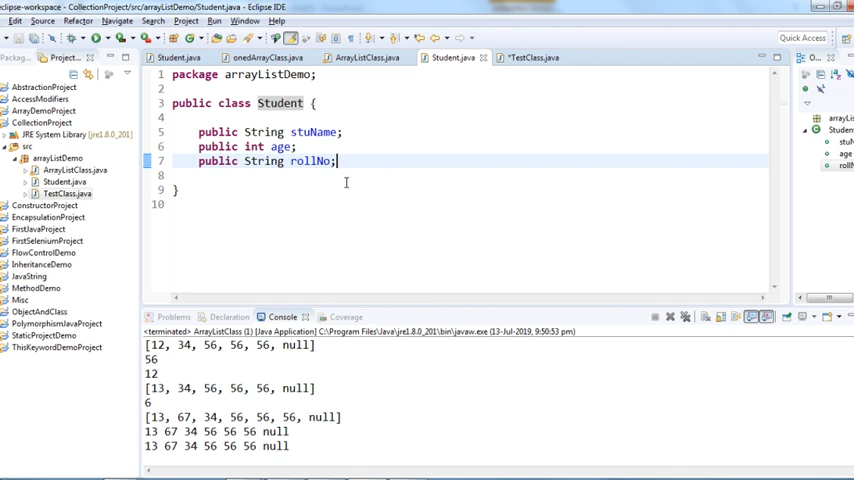 eclipse-workspace - CollectionProject/src/arrayListDemo/Student.java - Eclipse IDE
Edit Source Refactor Navigate Search Project Run Window Help
Quick Access
Packag... Project...
Student.java onedArrayClass.java ArrayListClass.java Student.java *TestClass.java
O...
AbstractionProject
AccessModifiers
ArrayDemoProject
CollectionProject
JRE System Library [jre1.8.0_201]
src
arrayListDemo
ArrayListClass.java
Student.java
TestClass.java
ConstructorProject
EncapsulationProject
FirstJavaProject
FirstSeleniumProject
FlowControlDemo
InheritanceDemo
JavaString
MethodDemo
Misc
ObjectAndClass
PolymorphismJavaProject
StaticProjectDemo
ThisKeywordDemoProject
1 package arrayListDemo;
2
3 public class Student {
4
5 public String stuName;
6 public int age;
7 public String rollNo;
8
9 }
10
arrayLi
Studen
stuN
age
rollN
Problems Declaration Console Coverage
<terminated> ArrayListClass (1) [Java Application] C:\Program Files\Java\jre1.8.0_201\bin\javaw.exe (13-Jul-2019, 9:50:53 pm)
[12, 34, 56, 56, 56, null]
56
12
[13, 34, 56, 56, 56, null]
6
[13, 67, 34, 56, 56, 56, null]
13 67 34 56 56 56 null
13 67 34 56 56 56 null